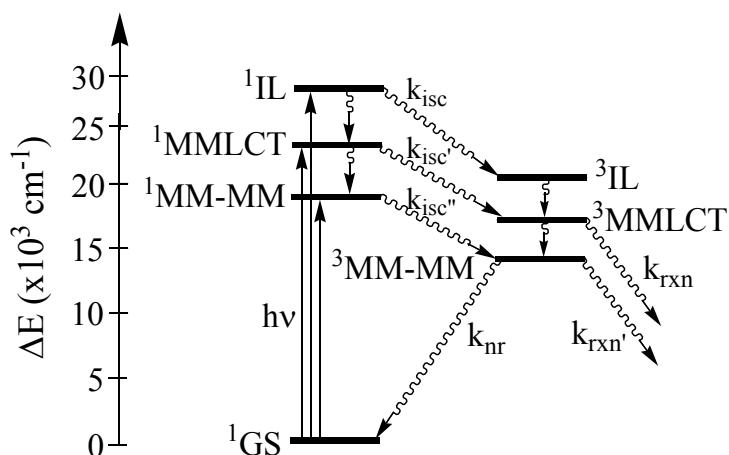 ΔE (x10³ cm⁻¹)
30
25
20
15
10
5
0
¹IL
¹MMLCT
¹MM-MM
¹GS
hν
k_isc
k_isc'
k_isc"
³IL
³MMLCT
³MM-MM
k_rxn
k_rxn'
k_nr